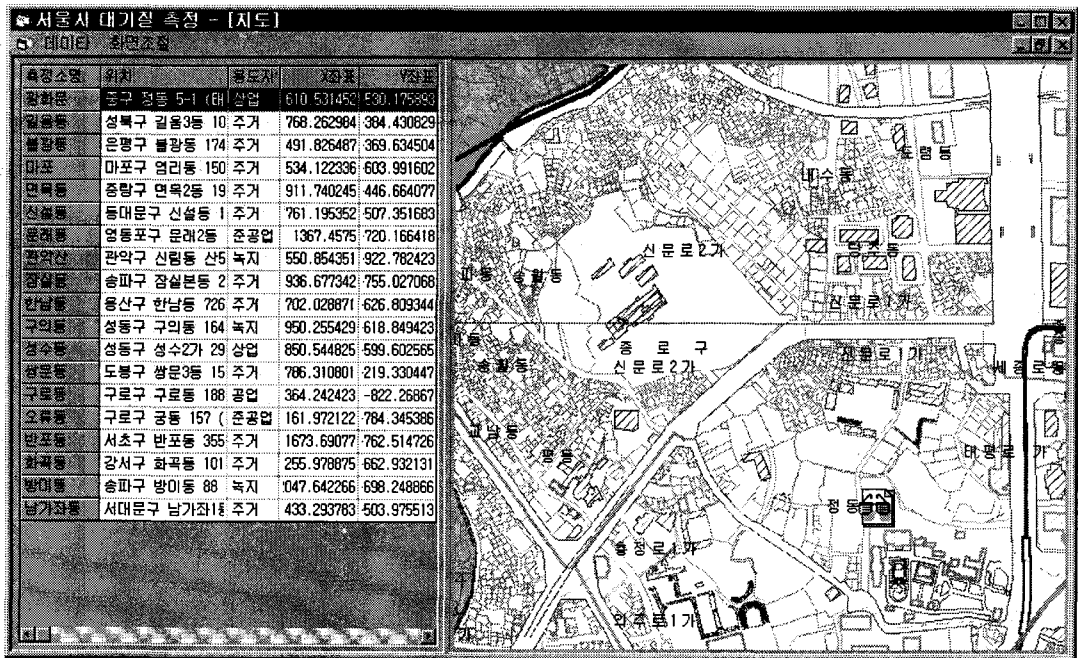 서울시 대기질 측정 - [지도]
데이타 화면조절
측정소명 위치 용도지 X좌표 Y좌표
광화문 중구 정동 5-1 (태 상업 610.531452 530.175893
길음동 성북구 길음3동 10 주거 768.262984 384.430829
불광동 은평구 불광동 174 주거 491.826487 369.634504
마포 마포구 염리동 150 주거 534.122336 603.991602
면목동 중랑구 면목2동 19 주거 911.740245 446.664077
신설동 동대문구 신설동 1 주거 761.195352 507.351683
문래동 영등포구 문래2동 준공업 1367.4575 720.166418
관악산 관악구 신림동 산5 녹지 550.854351 922.782423
잠실동 송파구 잠실본동 2 주거 936.677342 755.027068
한남동 용산구 한남동 726 주거 702.028871 626.809344
구의동 성동구 구의동 164 녹지 950.255429 618.849423
성수동 성동구 성수2가 29 상업 850.544825 599.602565
쌍문동 도봉구 쌍문3동 15 주거 786.310801 219.330447
구로동 구로구 구로동 188 공업 364.242423 -822.26867
오류동 구로구 궁동 157 ( 준공업 161.972122 784.345386
반포동 서초구 반포동 355 주거 1673.69077 762.514726
화곡동 강서구 화곡동 101 주거 255.978875 662.932131
방이동 송파구 방이동 88 녹지 047.642266 698.248866
남가좌동 서대문구 남가좌1동 주거 433.293783 503.975513
도렴동
내수동
신문로2가
당주동
송월동
신문로1가
종로구
신문로1가
송월동
신문로2가
세종로동
교남동
평동
태평로 가
정동
충정로1가
의주로1가